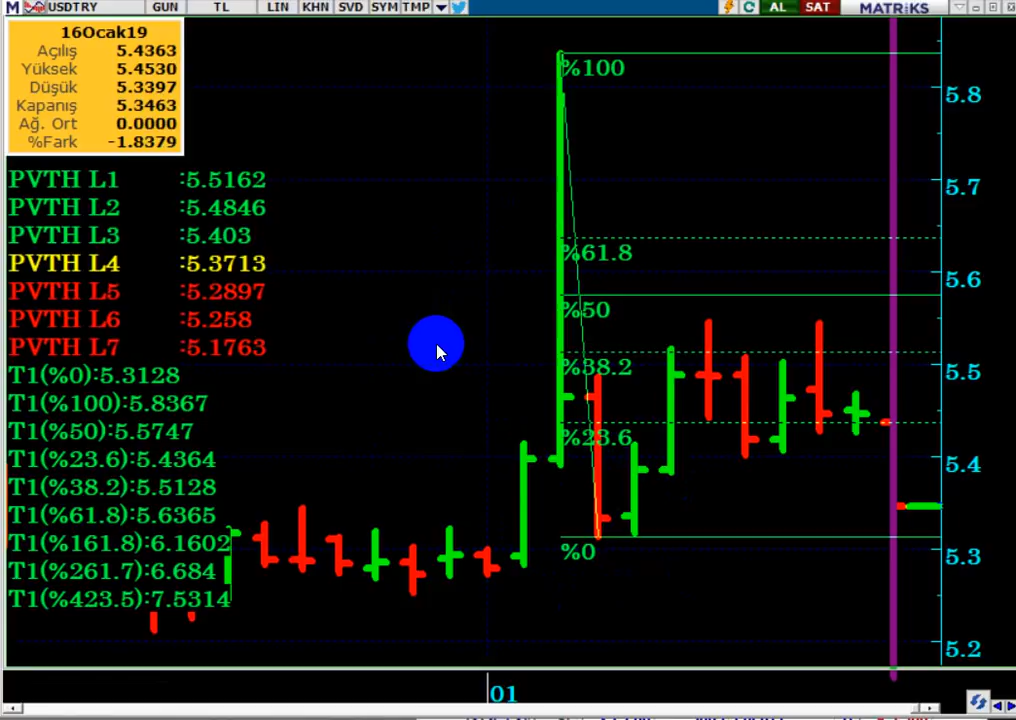 M USDTRY GUN TL LIN KHN SVD SYM TMP AL SAT MATRiKS
16Ocak19
Açılış 5.4363
Yüksek 5.4530
Düşük 5.3397
Kapanış 5.3463
Ağ. Ort 0.0000
%Fark -1.8379
PVTH L1 :5.5162
PVTH L2 :5.4846
PVTH L3 :5.403
PVTH L4 :5.3713
PVTH L5 :5.2897
PVTH L6 :5.258
PVTH L7 :5.1763
T1(%0):5.3128
T1(%100):5.8367
T1(%50):5.5747
T1(%23.6):5.4364
T1(%38.2):5.5128
T1(%61.8):5.6365
T1(%161.8):6.1602
T1(%261.7):6.684
T1(%423.5):7.5314
%100
%61.8
%50
%38.2
%23.6
%0
5.8
5.7
5.6
5.5
5.4
5.3
5.2
01